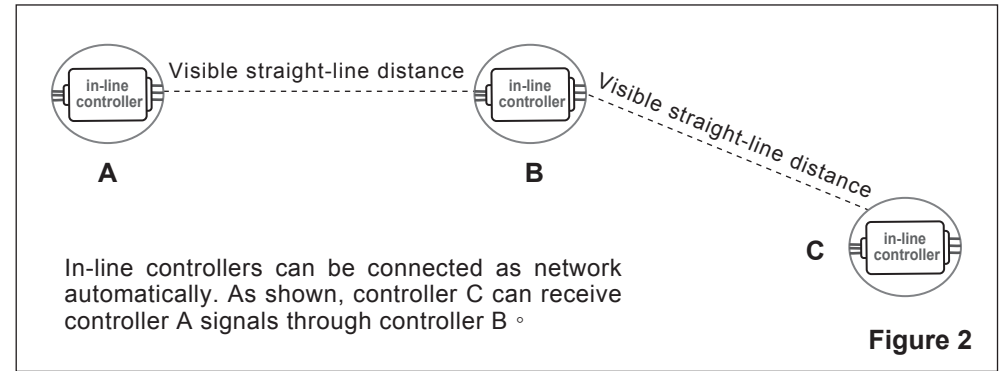 Visible straight-line distance
in-line
controller
A
in-line
controller
B
Visible straight-line distance
in-line
controller
C
In-line controllers can be connected as network
automatically. As shown, controller C can receive
controller A signals through controller B 。
Figure 2